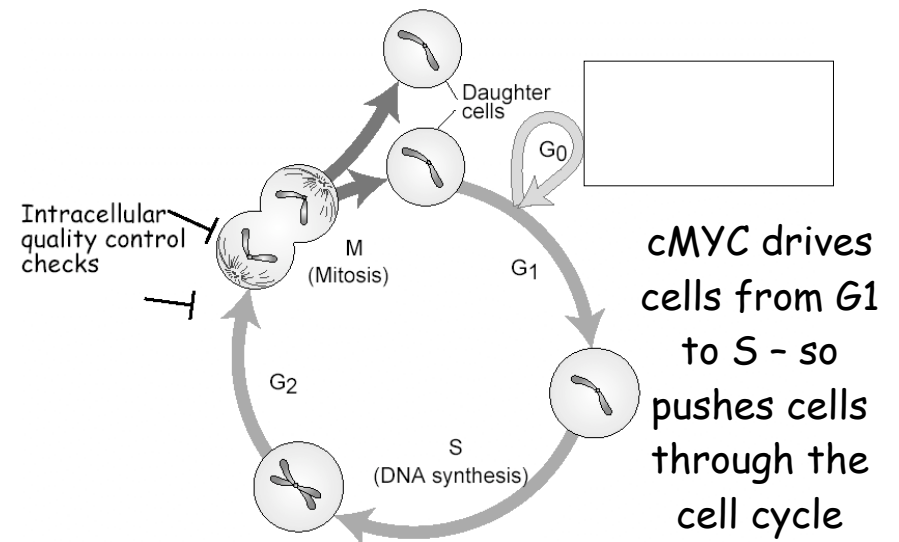 Daughter
cells
G0
Intracellular
quality control
checks
M
(Mitosis)
G1
cMYC drives
cells from G1
to S – so
pushes cells
through the
cell cycle
G2
S
(DNA synthesis)